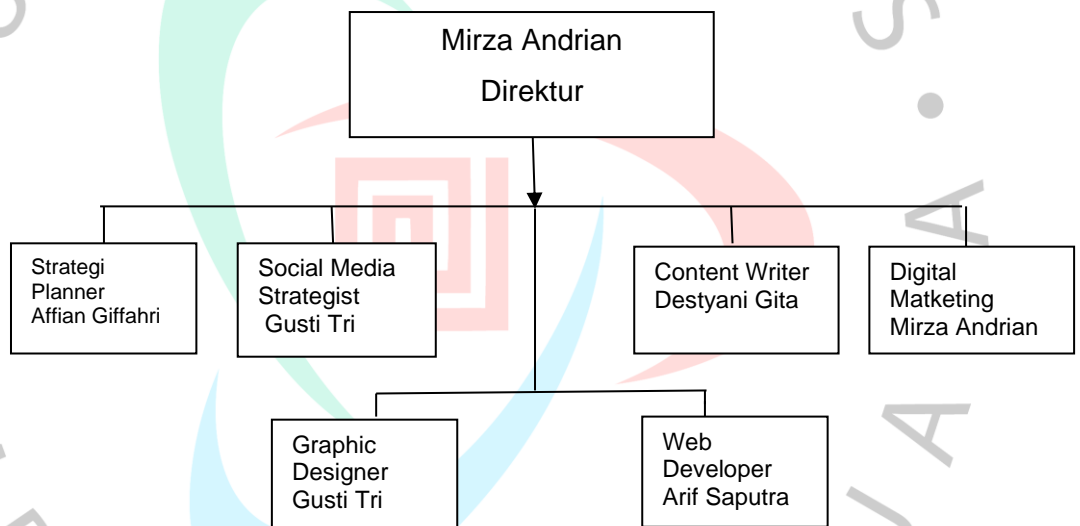 Mirza Andrian
Direktur
Strategi
Planner
Affian Giffahri
Social Media
Strategist
Gusti Tri
Content Writer
Destyani Gita
Digital
Matketing
Mirza Andrian
Graphic
Designer
Gusti Tri
Web
Developer
Arif Saputra